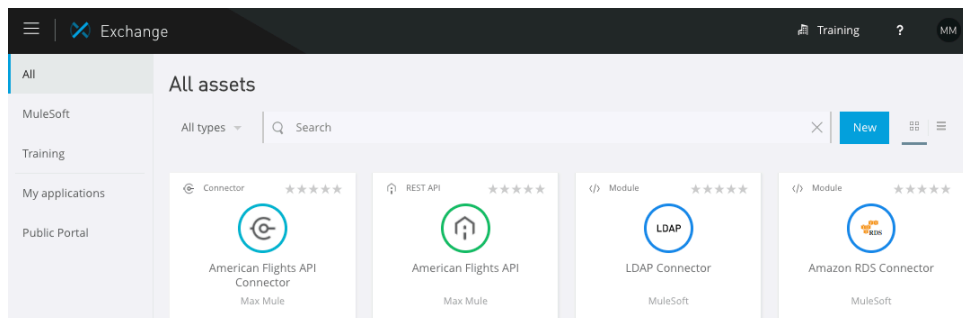 Exchange
Training
?
MM
All
MuleSoft
Training
My applications
Public Portal
All assets
All types
Search
New
Connector
American Flights API
Connector
Max Mule
REST API
American Flights API
Max Mule
Module
LDAP
LDAP Connector
MuleSoft
Module
RDS
Amazon RDS Connector
MuleSoft